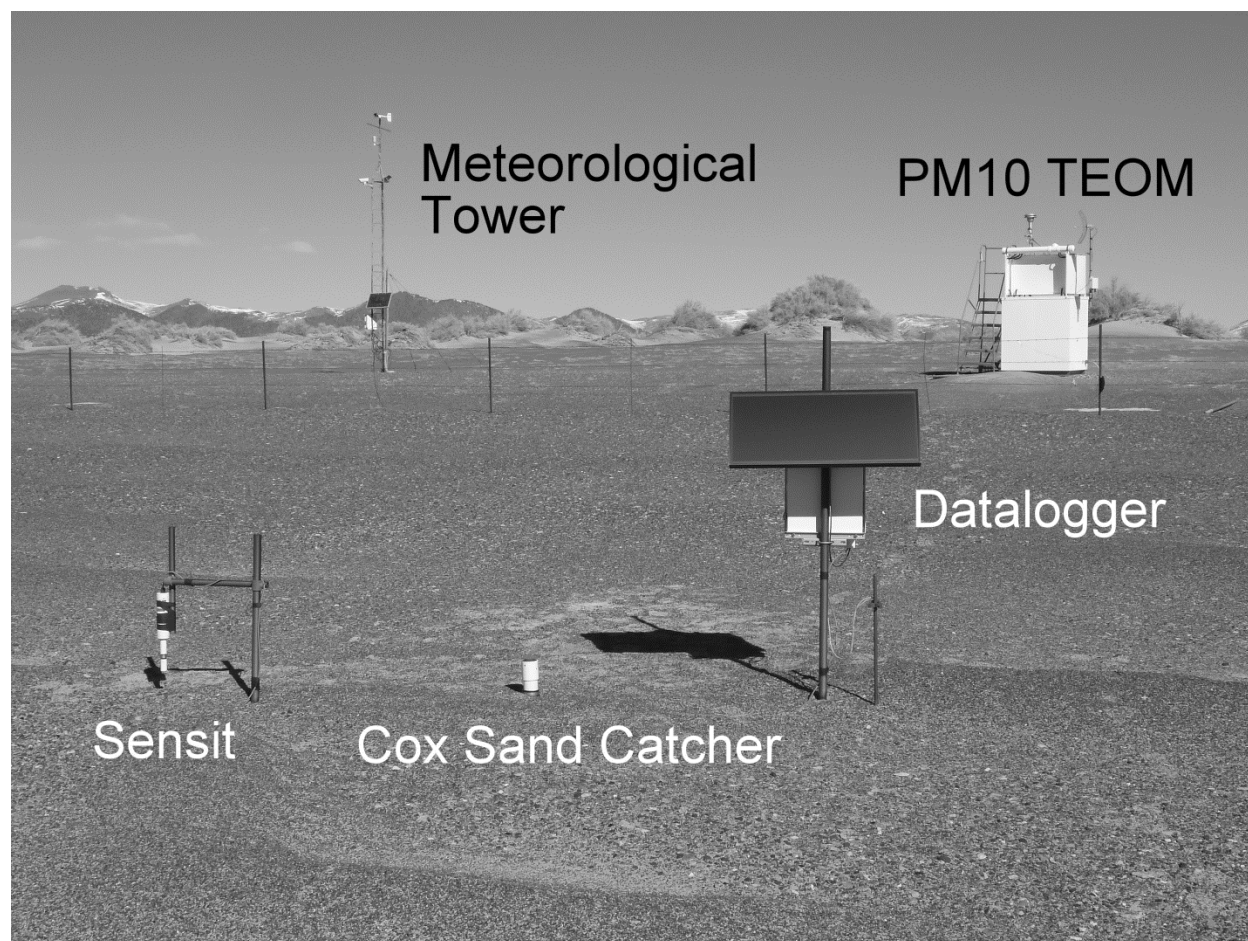 Meteorological
Tower
PM10 TEOM
Datalogger
Sensit
Cox Sand Catcher